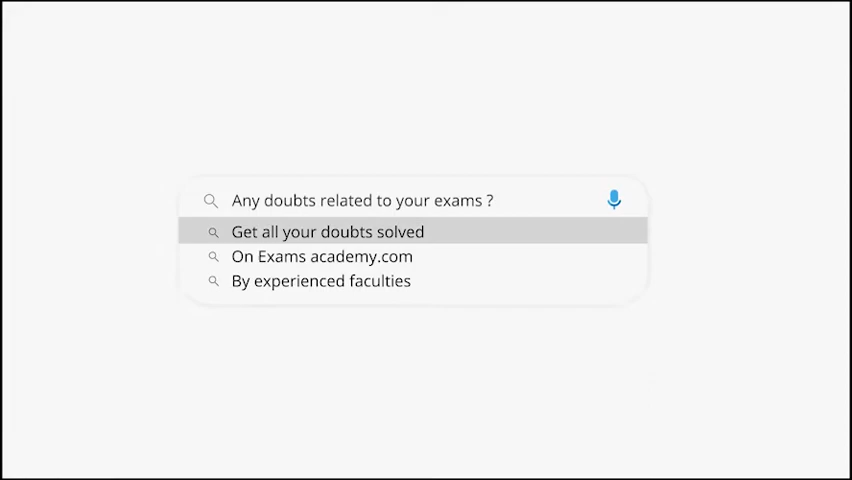 Any doubts related to your exams ?
Get all your doubts solved
On Exams academy.com
By experienced faculties